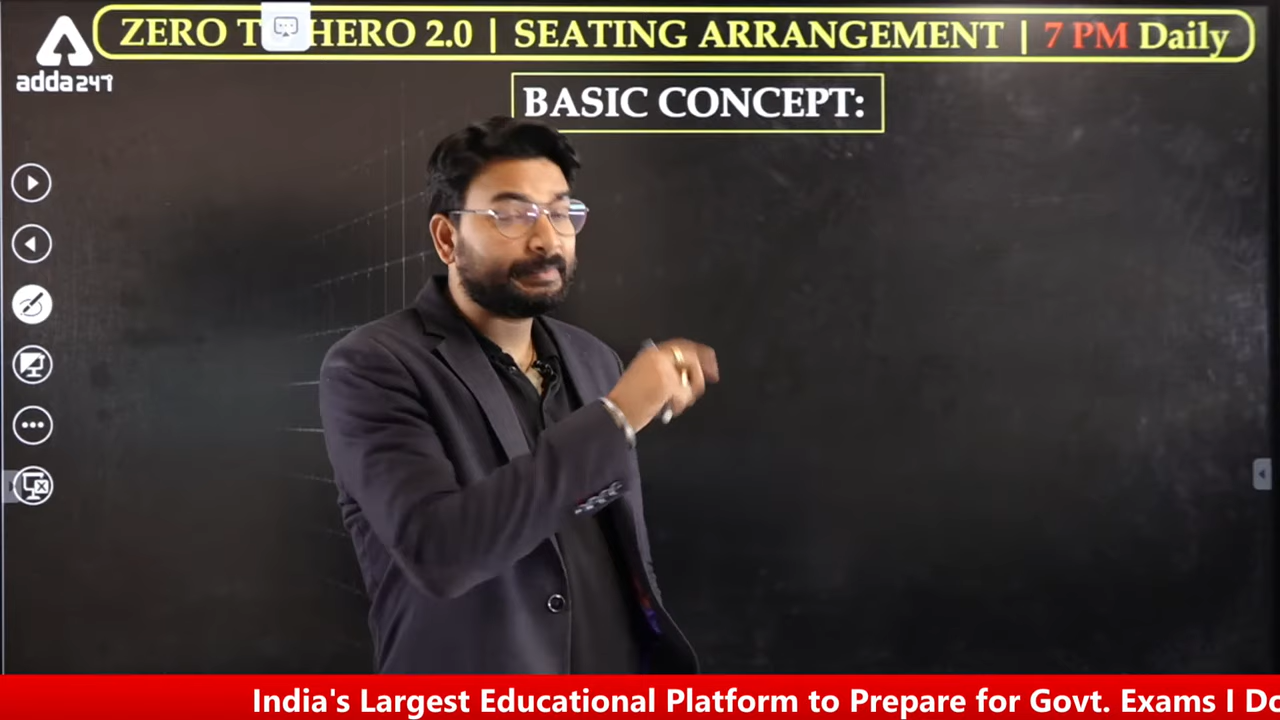 ZERO T HERO 2.0 | SEATING ARRANGEMENT | 7 PM Daily
adda247
BASIC CONCEPT:
India's Largest Educational Platform to Prepare for Govt. Exams I Do